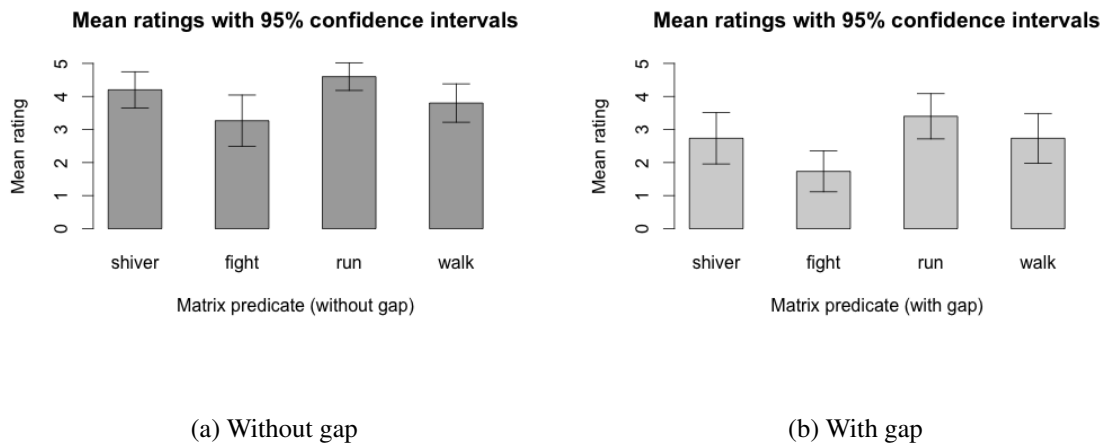 Mean ratings with 95% confidence intervals
Mean rating
0 1 2 3 4 5
shiver fight run walk
Matrix predicate (without gap)
(a) Without gap
Mean ratings with 95% confidence intervals
Mean rating
0 1 2 3 4 5
shiver fight run walk
Matrix predicate (with gap)
(b) With gap